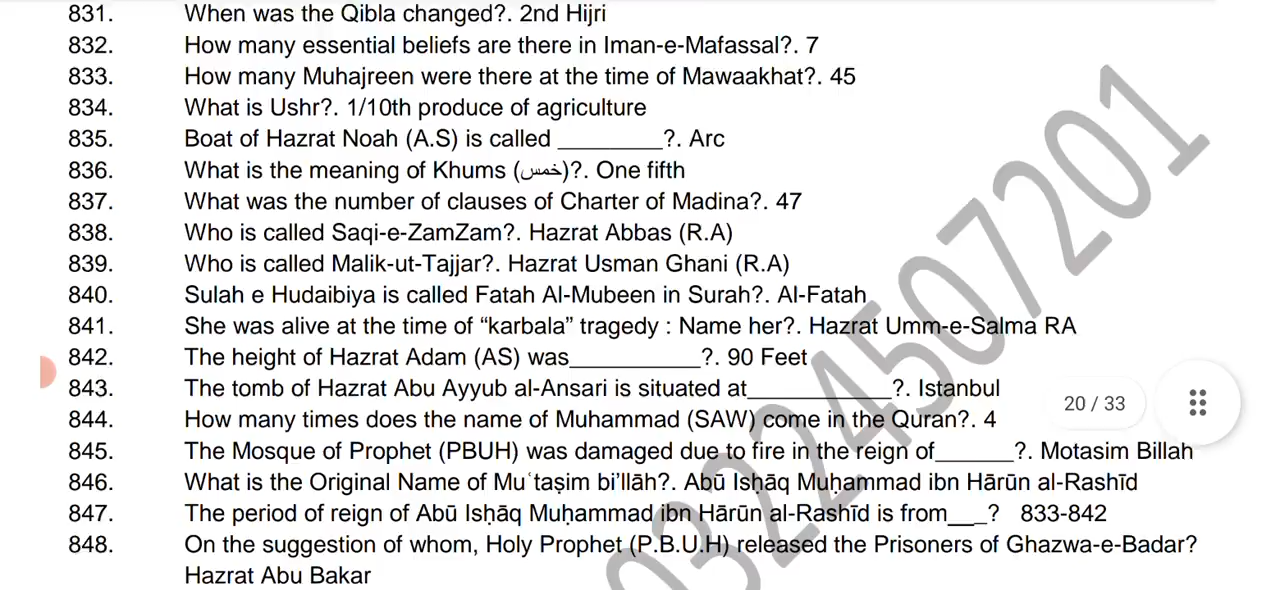 831. When was the Qibla changed?. 2nd Hijri
832. How many essential beliefs are there in Iman-e-Mafassal?. 7
833. How many Muhajreen were there at the time of Mawaakhat?. 45
834. What is Ushr?. 1/10th produce of agriculture
835. Boat of Hazrat Noah (A.S) is called ________?. Arc
836. What is the meaning of Khums (خمس)?. One fifth
837. What was the number of clauses of Charter of Madina?. 47
838. Who is called Saqi-e-ZamZam?. Hazrat Abbas (R.A)
839. Who is called Malik-ut-Tajjar?. Hazrat Usman Ghani (R.A)
840. Sulah e Hudaibiya is called Fatah Al-Mubeen in Surah?. Al-Fatah
841. She was alive at the time of “karbala” tragedy : Name her?. Hazrat Umm-e-Salma RA
842. The height of Hazrat Adam (AS) was__________?. 90 Feet
843. The tomb of Hazrat Abu Ayyub al-Ansari is situated at___________?. Istanbul
20 / 33
844. How many times does the name of Muhammad (SAW) come in the Quran?. 4
845. The Mosque of Prophet (PBUH) was damaged due to fire in the reign of______?. Motasim Billah
846. What is the Original Name of Muʿtaṣim bi’llāh?. Abū Isḥāq Muḥammad ibn Hārūn al-Rashīd
847. The period of reign of Abū Isḥāq Muḥammad ibn Hārūn al-Rashīd is from___? 833-842
848. On the suggestion of whom, Holy Prophet (P.B.U.H) released the Prisoners of Ghazwa-e-Badar?
Hazrat Abu Bakar
03224507201